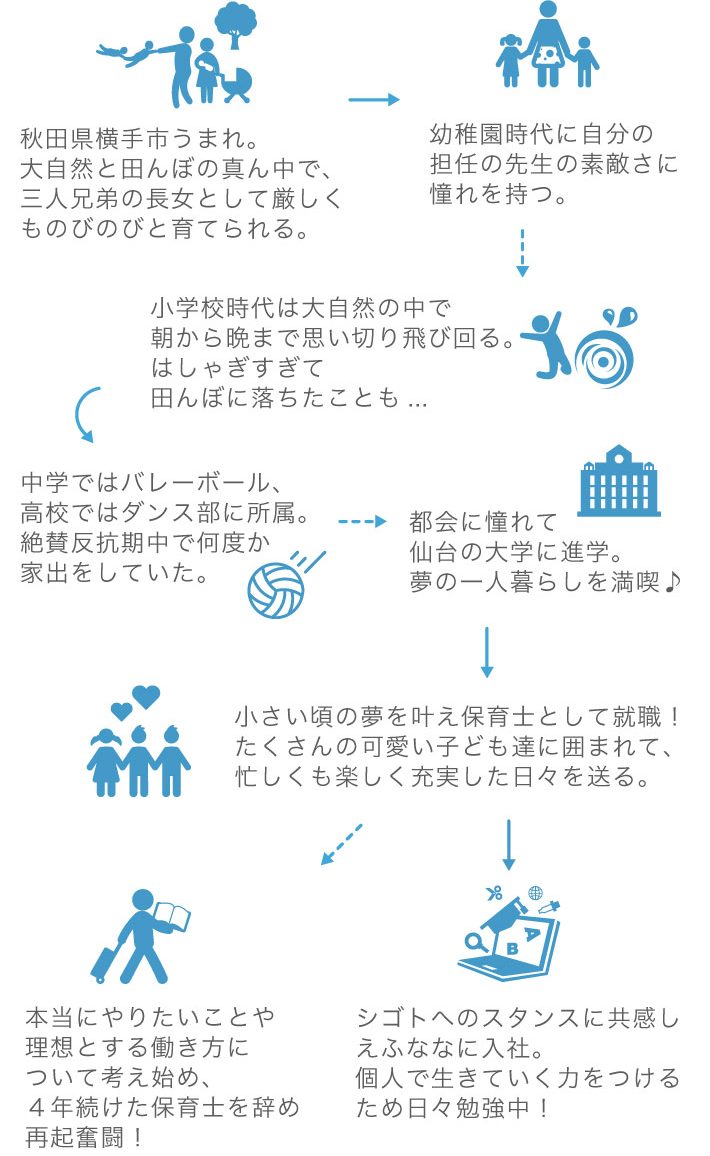 秋田県横手市うまれ。
大自然と田んぼの真ん中で、
三人兄弟の長女として厳しく
ものびのびと育てられる。
幼稚園時代に自分の
担任の先生の素敵さに
憧れを持つ。
小学校時代は大自然の中で
朝から晩まで思い切り飛び回る。
はしゃぎすぎて
田んぼに落ちたことも...
中学ではバレーボール、
高校ではダンス部に所属。
絶賛反抗期中で何度か
家出をしていた。
都会に憧れて
仙台の大学に進学。
夢の一人暮らしを満喫♪
小さい頃の夢を叶え保育士として就職！
たくさんの可愛い子ども達に囲まれて、
忙しくも楽しく充実した日々を送る。
本当にやりたいことや
理想とする働き方に
ついて考え始め、
４年続けた保育士を辞め
再起奮闘！
A
B
シゴトへのスタンスに共感し
えふななに入社。
個人で生きていく力をつける
ため日々勉強中！